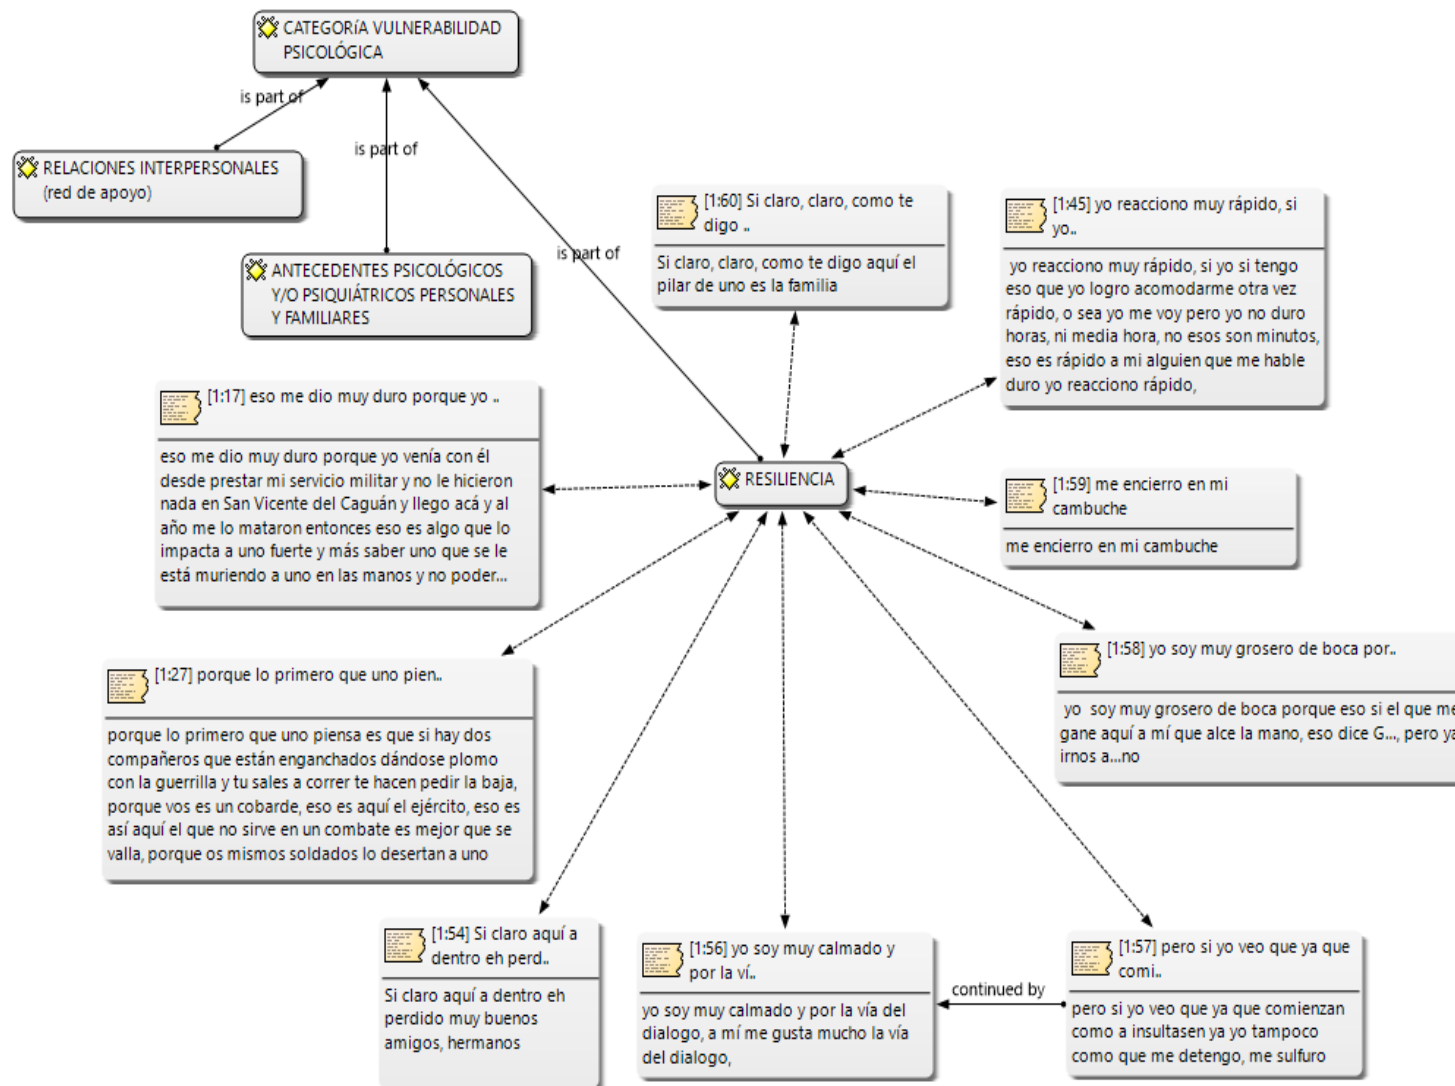 CATEGORÍA VULNERABILIDAD
PSICOLÓGICA
is part of
RELACIONES INTERPERSONALES
(red de apoyo)
is part of
is part of
ANTECEDENTES PSICOLÓGICOS
Y/O PSIQUIÁTRICOS PERSONALES
Y FAMILIARES
[1:60] Si claro, claro, como te
digo ..
Si claro, claro, como te digo aquí el
pilar de uno es la familia
[1:45] yo reacciono muy rápido, si
yo..
yo reacciono muy rápido, si yo si tengo
eso que yo logro acomodarme otra vez
rápido, o sea yo me voy pero yo no duro
horas, ni media hora, no esos son minutos,
eso es rápido a mi alguien que me hable
duro yo reacciono rápido,
[1:17] eso me dio muy duro porque yo ..
eso me dio muy duro porque yo venía con él
desde prestar mi servicio militar y no le hicieron
nada en San Vicente del Caguán y llego acá y al
año me lo mataron entonces eso es algo que lo
impacta a uno fuerte y más saber uno que se le
está muriendo a uno en las manos y no poder...
RESILIENCIA
[1:59] me encierro en mi
cambuche
me encierro en mi cambuche
[1:58] yo soy muy grosero de boca por..
yo  soy muy grosero de boca porque eso si el que me
gane aquí a mí que alce la mano, eso dice G..., pero ya
irnos a...no
[1:27] porque lo primero que uno pien..
porque lo primero que uno piensa es que si hay dos
compañeros que están enganchados dándose plomo
con la guerrilla y tu sales a correr te hacen pedir la baja,
porque vos es un cobarde, eso es aquí el ejército, eso es
así aquí el que no sirve en un combate es mejor que se
valla, porque os mismos soldados lo desertan a uno
[1:54] Si claro aquí a
dentro eh perd..
Si claro aquí a dentro eh
perdido muy buenos
amigos, hermanos
[1:56] yo soy muy calmado y
por la ví..
yo soy muy calmado y por la vía del
dialogo, a mí me gusta mucho la vía
del dialogo,
continued by
[1:57] pero si yo veo que ya que
comi..
pero si yo veo que ya que comienzan
como a insultasen ya yo tampoco
como que me detengo, me sulfuro